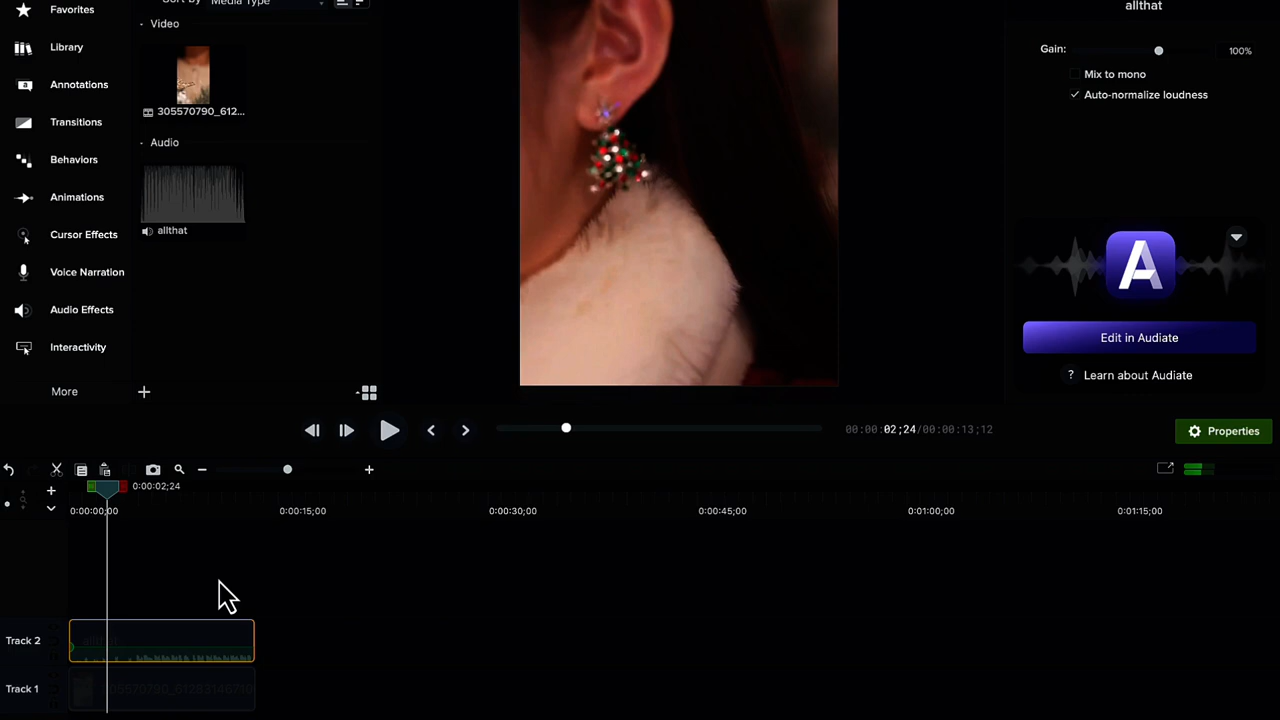 Favorites
Library
Annotations
Transitions
Behaviors
Animations
Cursor Effects
Voice Narration
Audio Effects
Interactivity
More
Sort by Media Type
Video
305570790_612...
Audio
allthat
allthat
Gain: 100%
Mix to mono
Auto-normalize loudness
A
Edit in Audiate
? Learn about Audiate
00:00:02;24/00:00:13;12
Properties
0:00:02;24
0:00:00;00 0:00:15;00 0:00:30;00 0:00:45;00 0:01:00;00 0:01:15;00
Track 2
allthat
Track 1